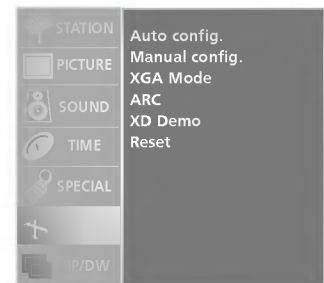 STATION
PICTURE
SOUND
TIME
SPECIAL
Auto config.
Manual config.
XGA Mode
ARC
XD Demo
Reset